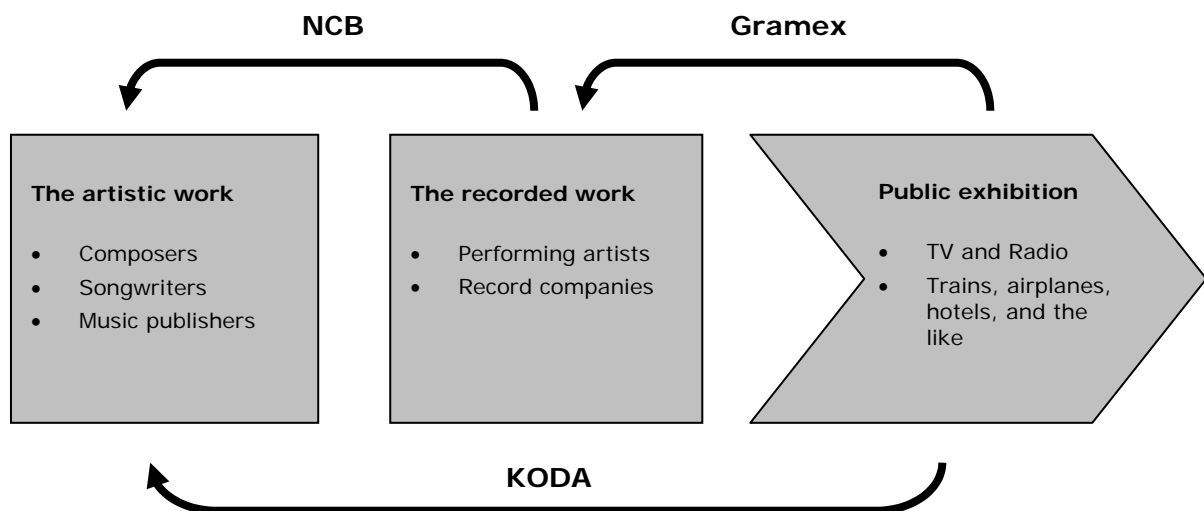 NCB
Gramex
The artistic work
• Composers
• Songwriters
• Music publishers
The recorded work
• Performing artists
• Record companies
Public exhibition
• TV and Radio
• Trains, airplanes,
hotels, and the
like
KODA